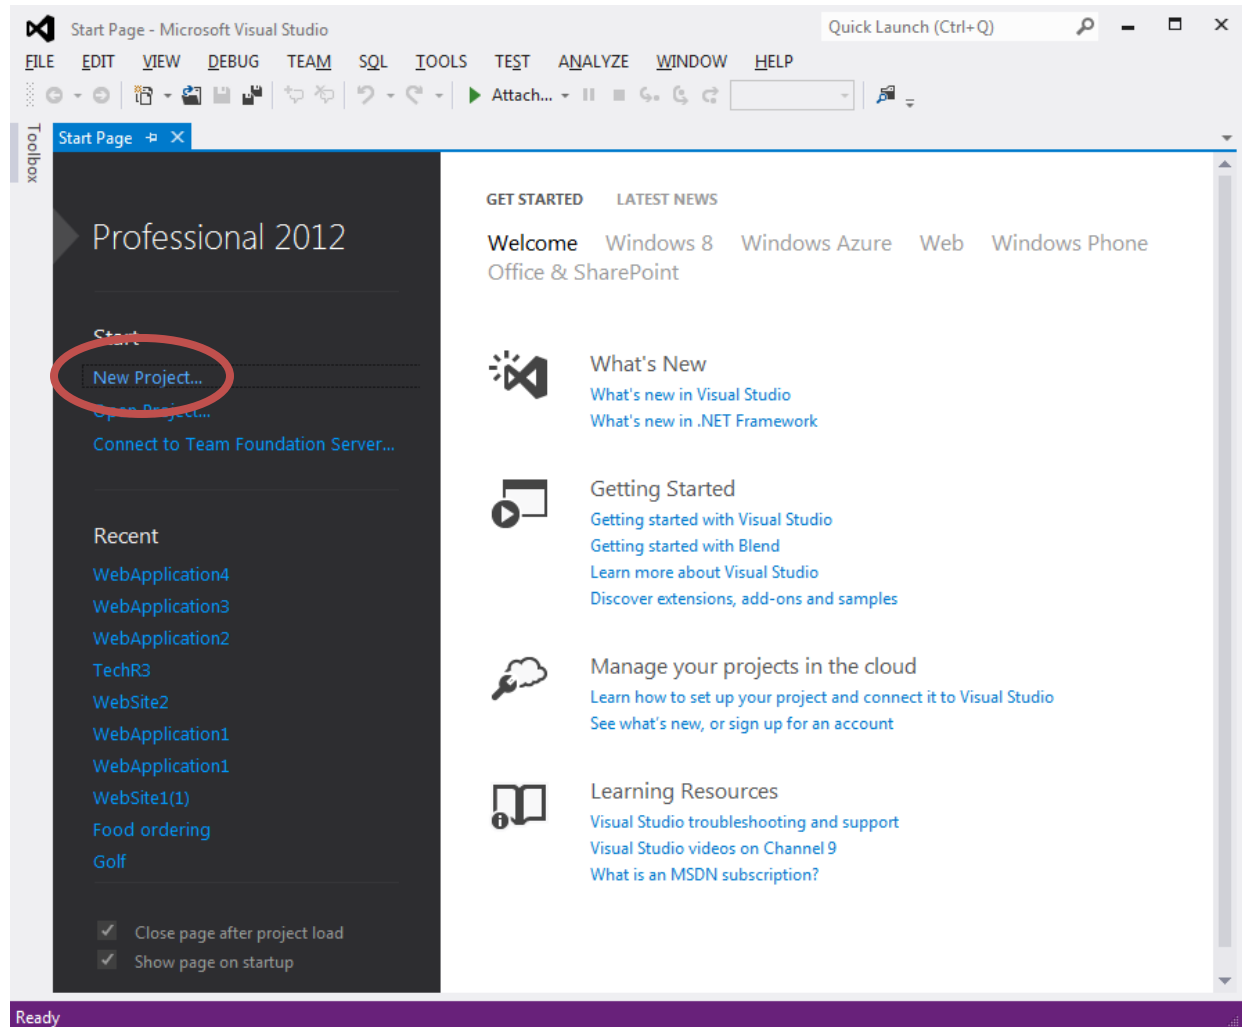 Start Page - Microsoft Visual Studio
Quick Launch (Ctrl+Q)
FILE EDIT VIEW DEBUG TEAM SQL TOOLS TEST ANALYZE WINDOW HELP
Attach...
Toolbox
Start Page
Professional 2012
Start
New Project...
Open Project...
Connect to Team Foundation Server...
Recent
WebApplication4
WebApplication3
WebApplication2
TechR3
WebSite2
WebApplication1
WebApplication1
WebSite1(1)
Food ordering
Golf
Close page after project load
Show page on startup
GET STARTED LATEST NEWS
Welcome Windows 8 Windows Azure Web Windows Phone
Office & SharePoint
What's New
What's new in Visual Studio
What's new in .NET Framework
Getting Started
Getting started with Visual Studio
Getting started with Blend
Learn more about Visual Studio
Discover extensions, add-ons and samples
Manage your projects in the cloud
Learn how to set up your project and connect it to Visual Studio
See what's new, or sign up for an account
Learning Resources
Visual Studio troubleshooting and support
Visual Studio videos on Channel 9
What is an MSDN subscription?
Ready